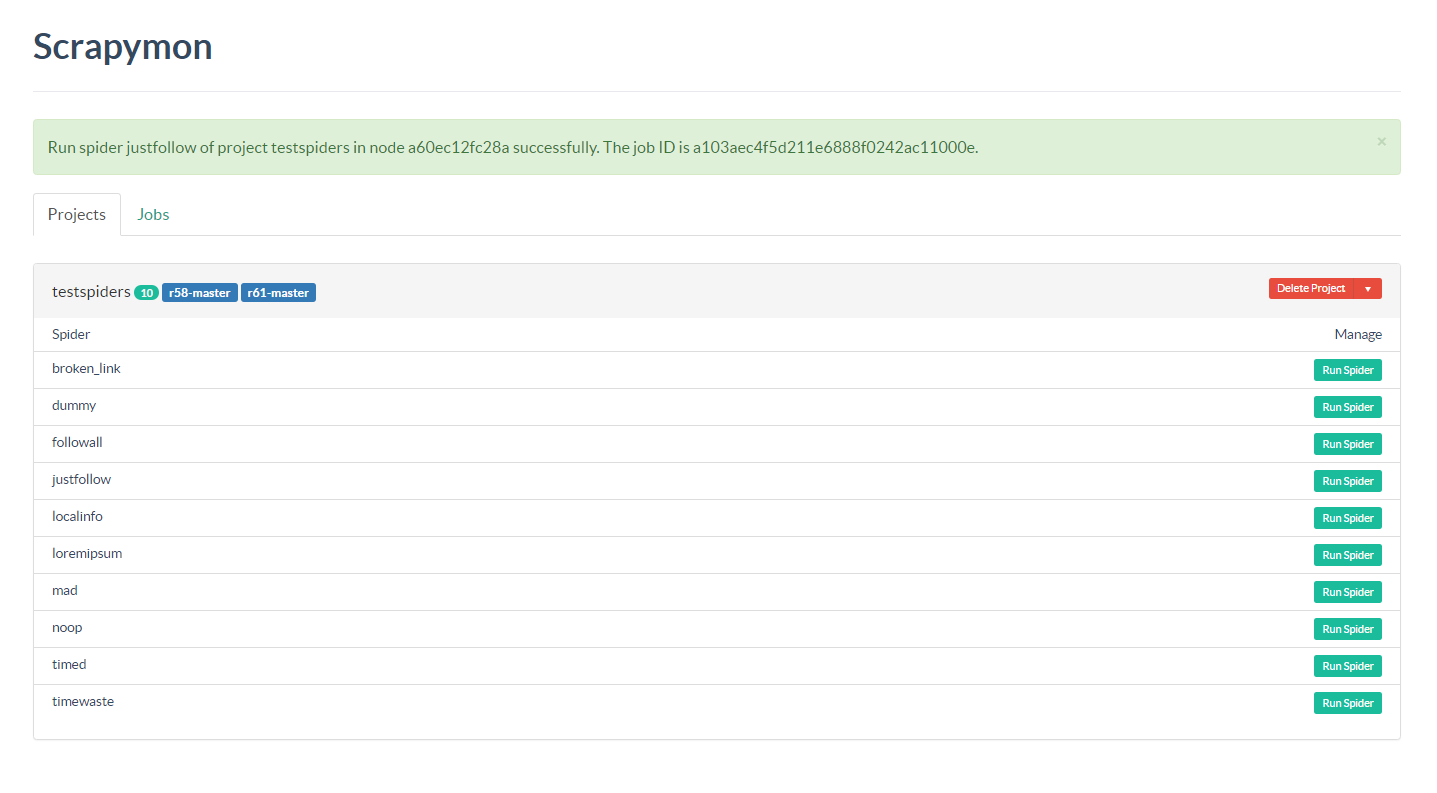 Scrapymon
Run spider justfollow of project testspiders in node a60ec12fc28a successfully. The job ID is a103aec4f5d211e6888f0242ac11000e.
×
Projects Jobs
testspiders 10 r58-master r61-master Delete Project ▾
Spider Manage
broken_link Run Spider
dummy Run Spider
followall Run Spider
justfollow Run Spider
localinfo Run Spider
loremipsum Run Spider
mad Run Spider
noop Run Spider
timed Run Spider
timewaste Run Spider